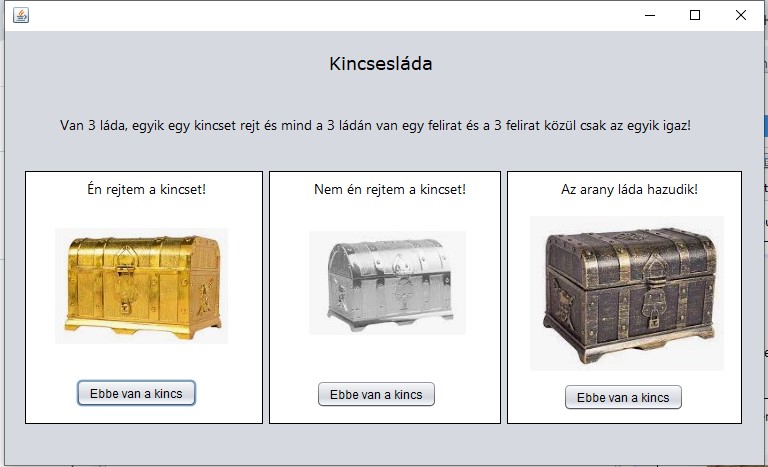 Kincsesláda
Van 3 láda, egyik egy kincset rejt és mind a 3 ládán van egy felirat és a 3 felirat közül csak az egyik igaz!
Én rejtem a kincset!
Nem én rejtem a kincset!
Az arany láda hazudik!
Ebbe van a kincs
Ebbe van a kincs
Ebbe van a kincs